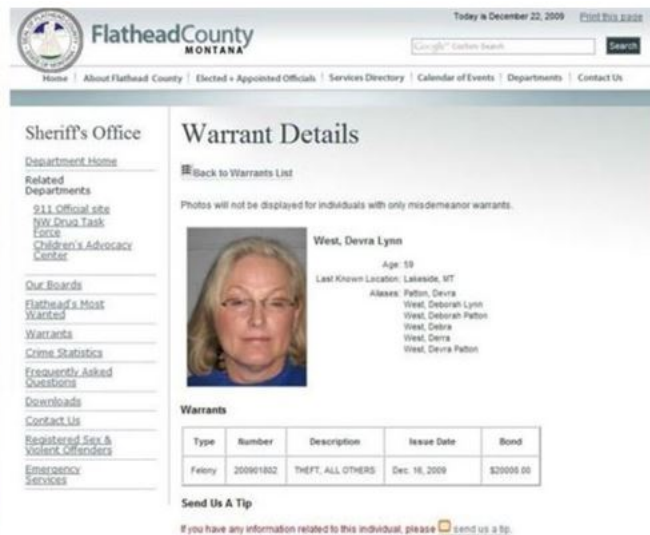 Today is December 22, 2009 Print this page
FlatheadCounty
MONTANA
Google™ Custom Search Search
Home About Flathead County Elected + Appointed Officials Services Directory Calendar of Events Departments Contact Us
Sheriff's Office
Department Home
Related
Departments
911 Official site
NW Drug Task
Force
Children's Advocacy
Center
Our Boards
Flathead's Most
Wanted
Warrants
Crime Statistics
Frequently Asked
Questions
Downloads
Contact Us
Registered Sex &
Violent Offenders
Emergency
Services
Warrant Details
Back to Warrants List
Photos will not be displayed for individuals with only misdemeanor warrants.
West, Devra Lynn
Age: 59
Last Known Location: Lakeside, MT
Aliases: Patton, Devra
West, Deborah Lynn
West, Deborah Patton
West, Debra
West, Derra
West, Devra Patton
Warrants
Type Number Description Issue Date Bond
Felony 200901802 THEFT, ALL OTHERS Dec. 16, 2009 $20000.00
Send Us A Tip
If you have any information related to this individual, please send us a tip.